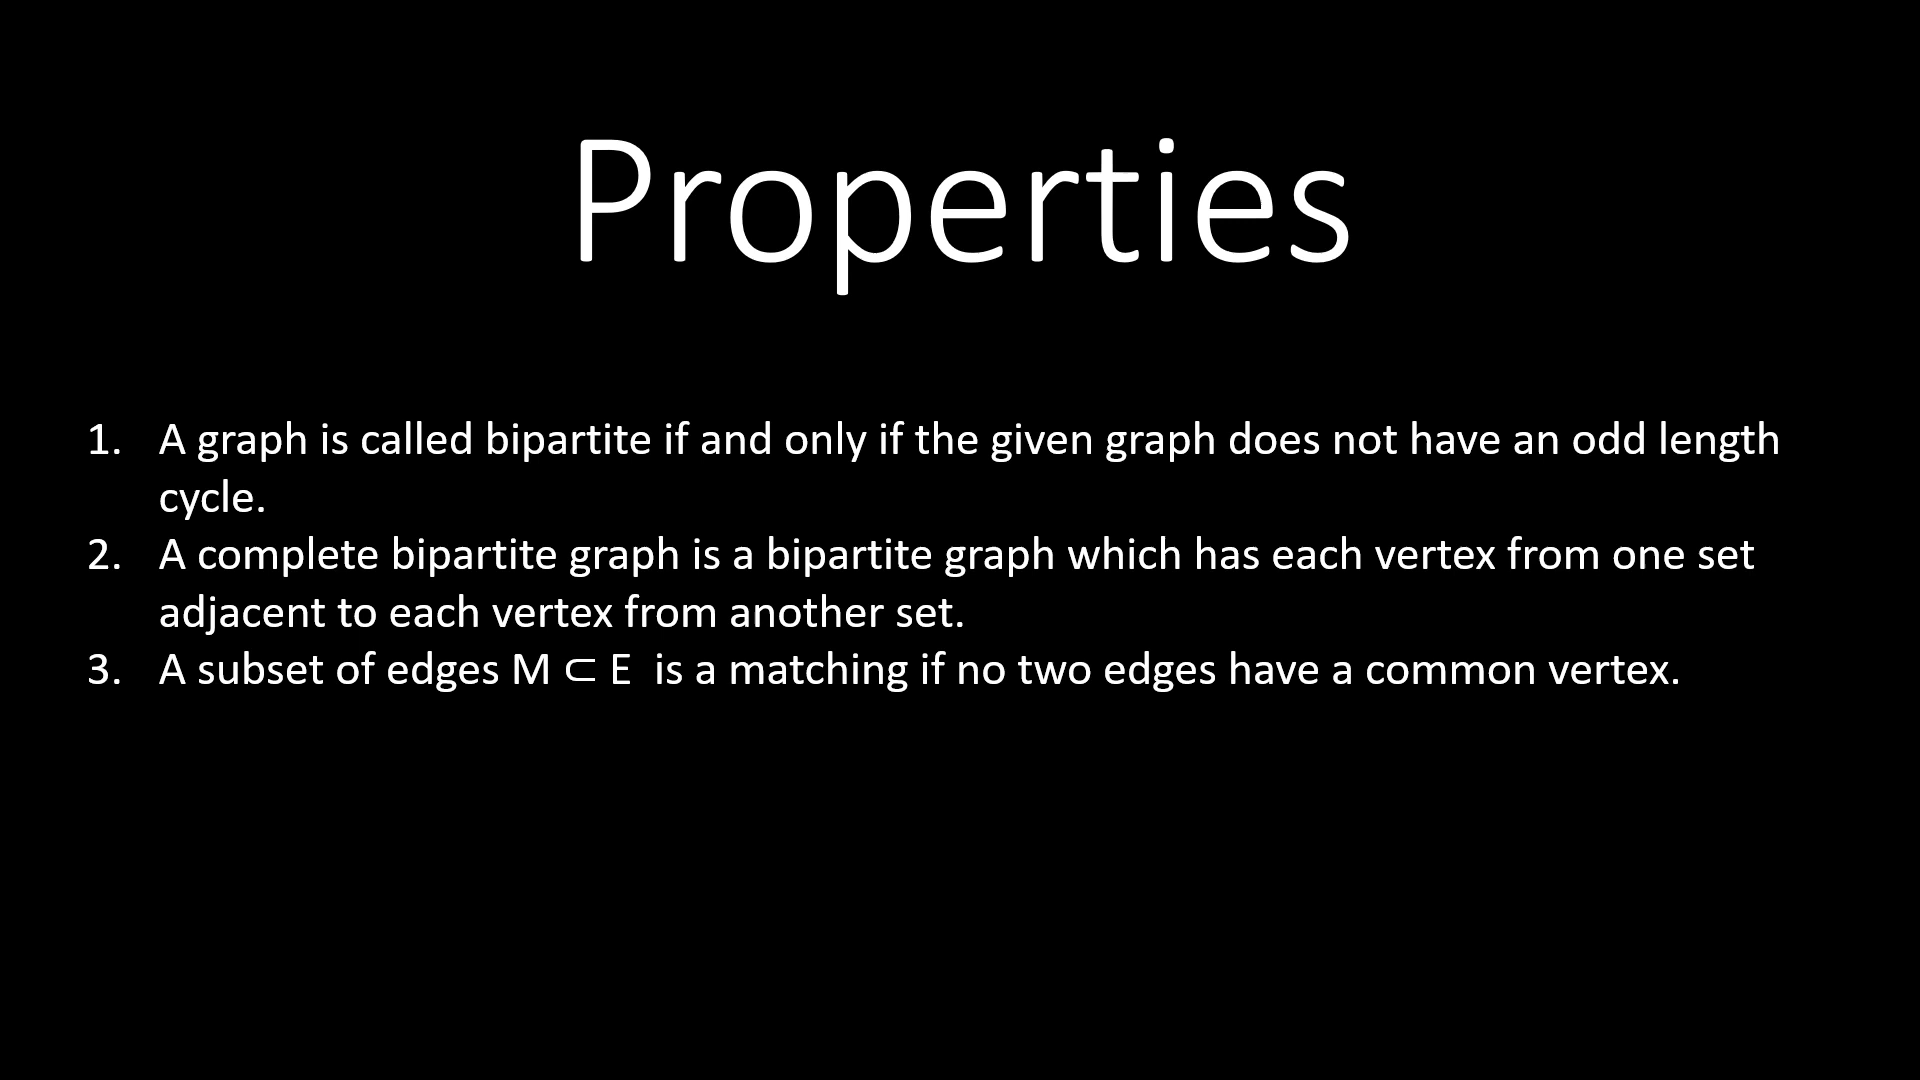 Properties
1. A graph is called bipartite if and only if the given graph does not have an odd length
cycle.
2. A complete bipartite graph is a bipartite graph which has each vertex from one set
adjacent to each vertex from another set.
3. A subset of edges M ⊂ E  is a matching if no two edges have a common vertex.